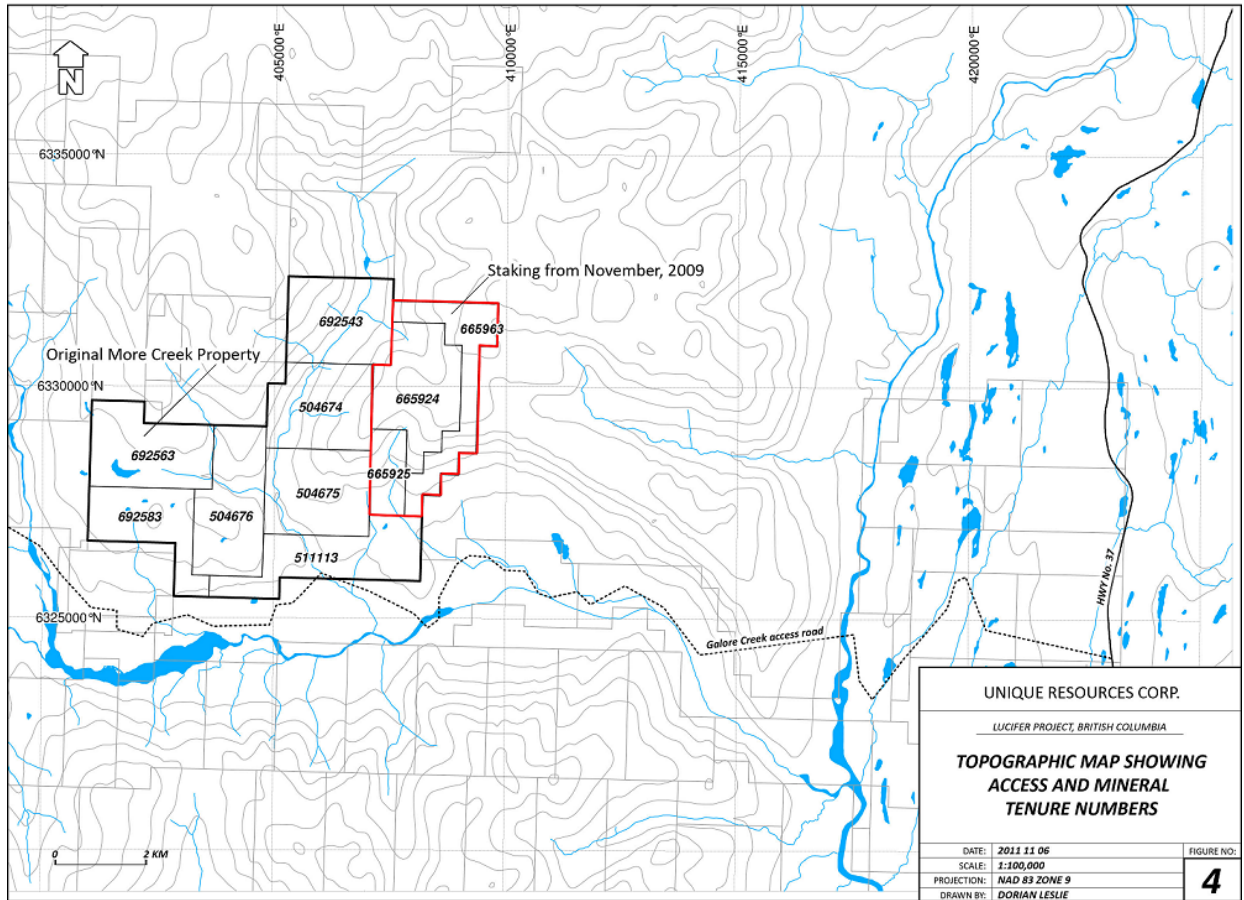 N
405000°E
410000°E
415000°E
420000°E
6335000°N
Staking from November, 2009
692543
665963
Original More Creek Property
6330000°N
665924
504674
692563
665925
504675
692583
504676
511113
HWY No. 37
6325000°N
Galore Creek access road
0 2 KM
UNIQUE RESOURCES CORP.
LUCIFER PROJECT, BRITISH COLUMBIA
TOPOGRAPHIC MAP SHOWING
ACCESS AND MINERAL
TENURE NUMBERS
DATE: 2011 11 06
SCALE: 1:100,000
PROJECTION: NAD 83 ZONE 9
DRAWN BY: DORIAN LESLIE
FIGURE NO:
4